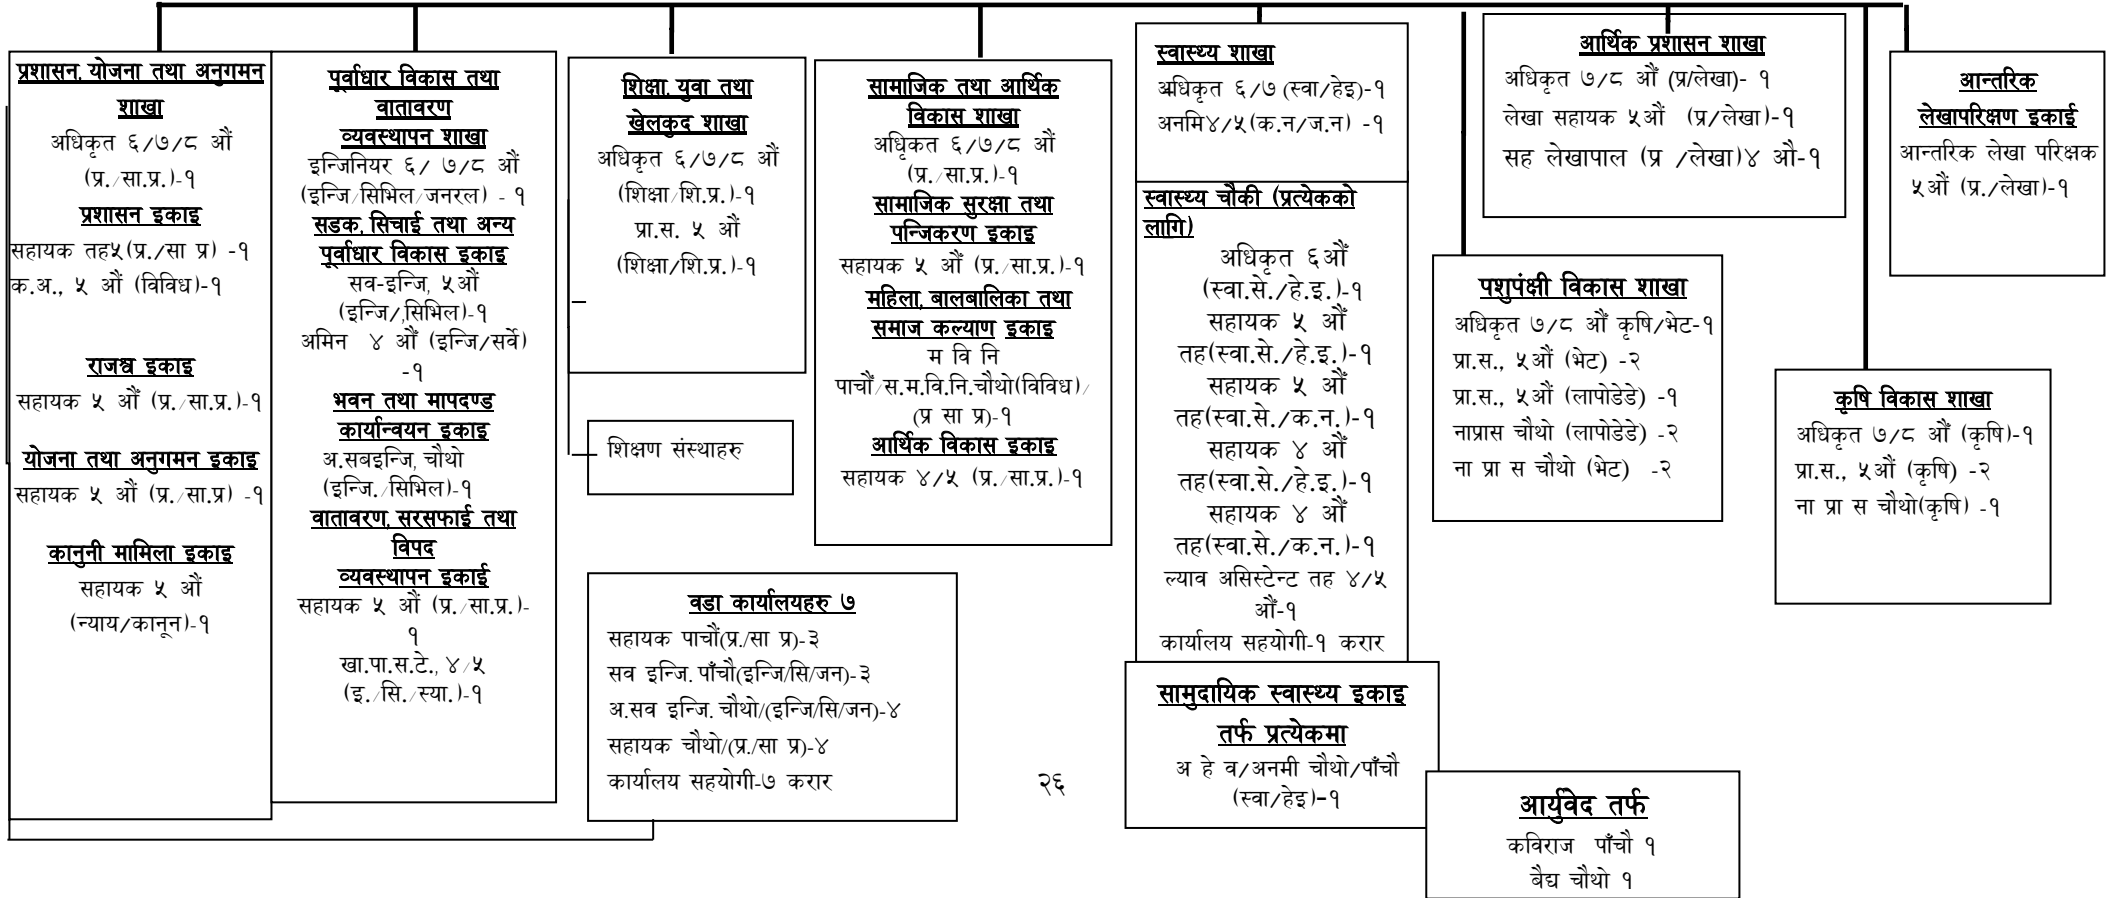 प्रशासन, योजना तथा अनुगमन
शाखा
अधिकृत ६/७/८ औं
(प्र./सा.प्र.)-१
प्रशासन इकाइ
सहायक तह५(प्र./सा प्र) -१
क.अ., ५ औं (विविध)-१
राजश्व इकाइ
सहायक ५ औं (प्र./सा.प्र.)-१
योजना तथा अनुगमन इकाइ
सहायक ५ औं (प्र./सा.प्र) -१
कानुनी मामिला इकाइ
सहायक ५ औं
(न्याय/कानून)-१
पूर्वाधार विकास तथा
वातावरण
व्यवस्थापन शाखा
इन्जिनियर ६/ ७/८ औं
(इन्जि/सिभिल/जनरल) - १
सडक, सिचाई तथा अन्य
पूर्वाधार विकास इकाइ
सव-इन्जि, ५औं
(इन्जि/,सिभिल)-१
अमिन ४ औं (इन्जि/सर्वे)
-१
भवन तथा मापदण्ड
कार्यान्वयन इकाइ
अ.सबइन्जि, चौथो
(इन्जि./सिभिल)-१
वातावरण, सरसफाई तथा
विपद
व्यवस्थापन इकाई
सहायक ५ औं (प्र./सा.प्र.)-
१
खा.पा.स.टे., ४/५
(इ./सि./स्या.)-१
शिक्षा, युवा तथा
खेलकुद शाखा
अधिकृत ६/७/८ औं
(शिक्षा/शि.प्र.)-१
प्रा.स. ५ औं
(शिक्षा/शि.प्र.)-१
शिक्षण संस्थाहरु
सामाजिक तथा आर्थिक
विकास शाखा
अधिकत ६/७/८ औं
(प्र./सा.प्र.)-१
सामाजिक सुरक्षा तथा
पन्जिकरण इकाइ
सहायक ५ औं (प्र./सा.प्र.)-१
महिला, बालबालिका तथा
समाज कल्याण इकाइ
म वि नि
पाचौं/स.म.वि.नि.चौथो(विविध)/
(प्र सा प्र)-१
आर्थिक विकास इकाइ
सहायक ४/५ (प्र./सा.प्र.)-१
वडा कार्यालयहरु ७
सहायक पाचौं(प्र./सा प्र)-३
सव इन्जि. पाँचौ(इन्जि/सि/जन)-३
अ.सव इन्जि. चौथो/(इन्जि/सि/जन)-४
सहायक चौथो/(प्र./सा प्र)-४
कार्यालय सहयोगी-७ करार
२६
स्वास्थ्य शाखा
अधिकृत ६/७ (स्वा/हेइ)-१
अनमि४/५(क.न/ज.न) -१
स्वास्थ्य चौकी (प्रत्येकको
लागि)
अधिकृत ६औं
(स्वा.से./हे.इ.)-१
सहायक ५ औं
तह(स्वा.से./हे.इ.)-१
सहायक ५ औं
तह(स्वा.से./क.न.)-१
सहायक ४ औं
तह(स्वा.से./हे.इ.)-१
सहायक ४ औं
तह(स्वा.से./क.न.)-१
ल्याव असिस्टेन्ट तह ४/५
औं-१
कार्यालय सहयोगी-१ करार
सामुदायिक स्वास्थ्य इकाइ
तर्फ प्रत्येकमा
अ हे व/अनमी चौथो/पाँचौ
(स्वा/हेइ)-१
आर्युवेद तर्फ
कविराज पाँचौ १
बैद्य चौथो १
आर्थिक प्रशासन शाखा
अधिकृत ७/८ औं (प्र/लेखा)- १
लेखा सहायक ५औं (प्र/लेखा)-१
सह लेखापाल (प्र /लेखा)४ औ-१
पशुपंक्षी विकास शाखा
अधिकृत ७/८ औं कृषि/भेट-१
प्रा.स., ५औं (भेट) -२
प्रा.स., ५औं (लापोडेडे) -१
नाप्रास चौथो (लापोडेडे) -२
ना प्रा स चौथो (भेट) -२
आन्तरिक
लेखापरिक्षण इकाई
आन्तरिक लेखा परिक्षक
५औं (प्र./लेखा)-१
कृषि विकास शाखा
अधिकृत ७/८ औं (कृषि)-१
प्रा.स., ५औं (कृषि) -२
ना प्रा स चौथो(कृषि) -१